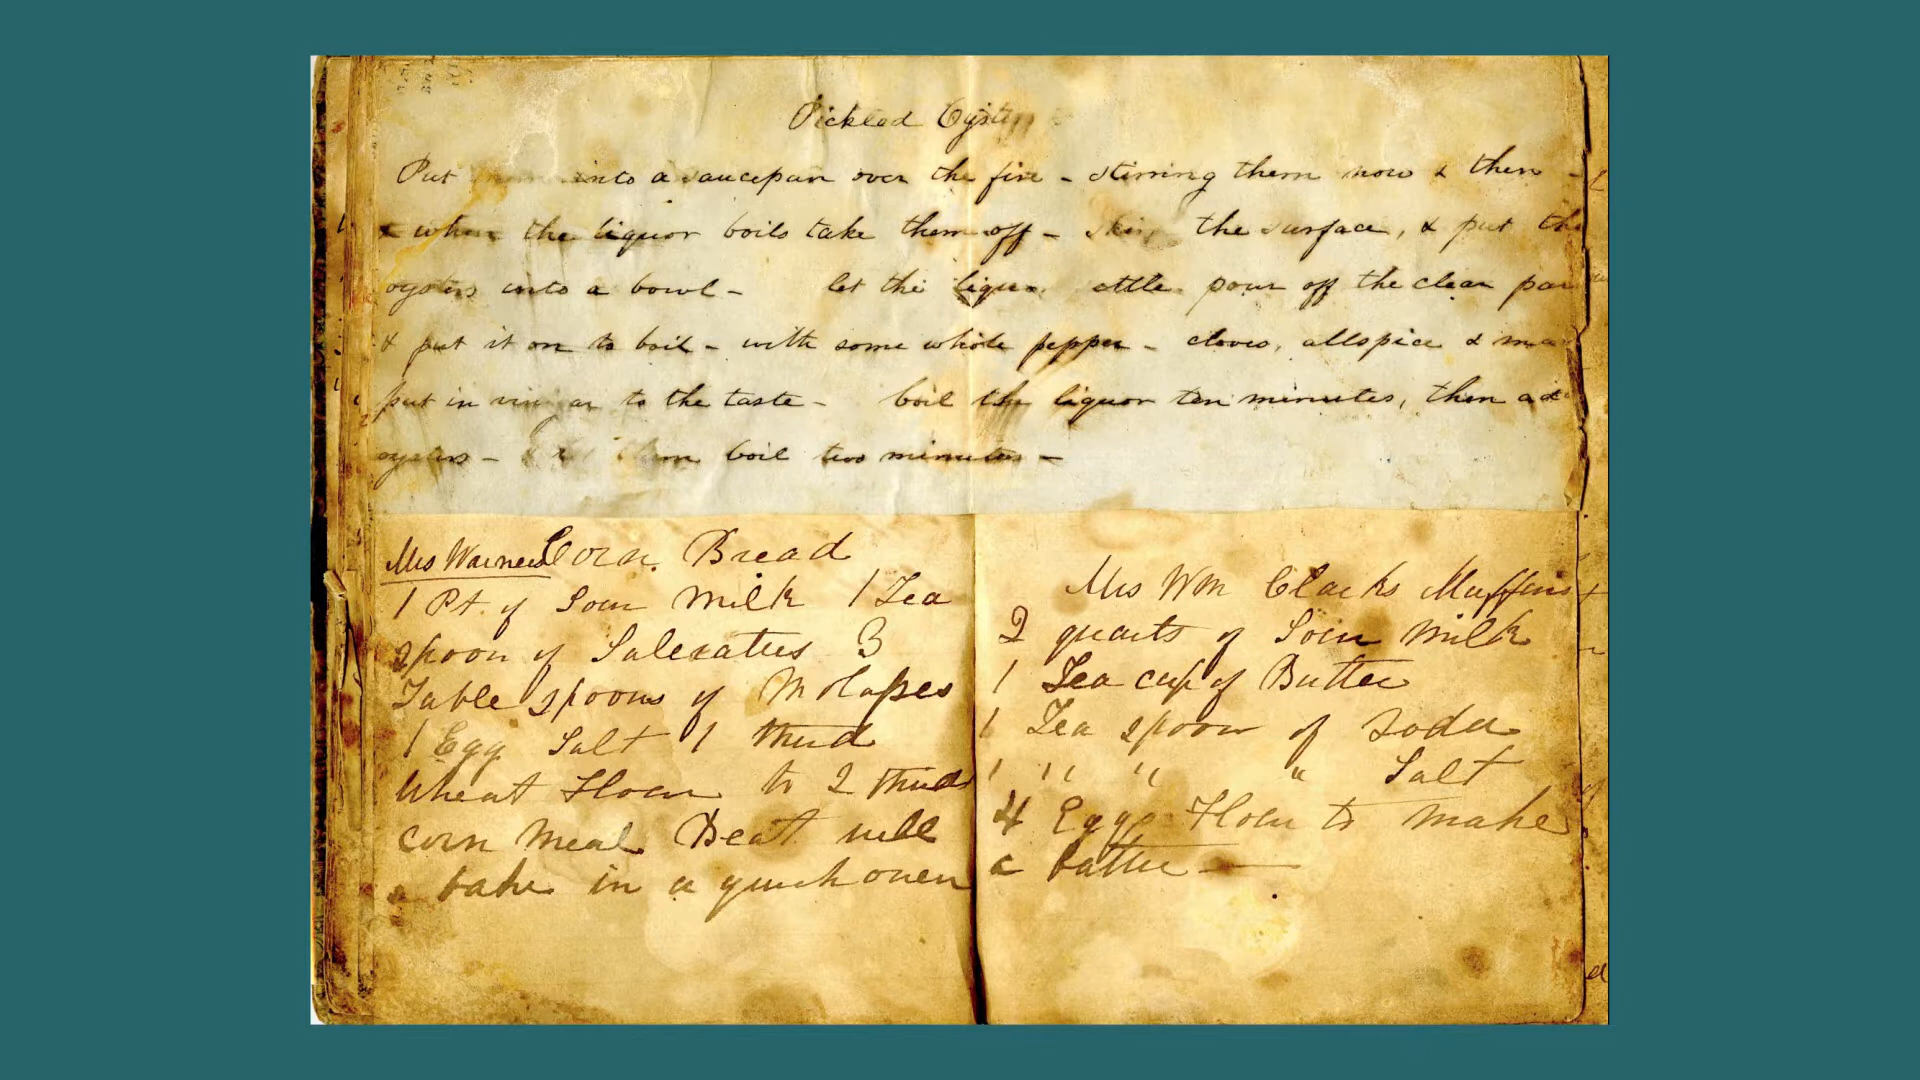 Pickled Oysters
Put into a saucepan over the fire - stirring them now & then -
& when the liquor boils take them off - skim the surface, & put the
oysters into a bowl - let the liquor settle pour off the clear par
& put it on to boil - with some whole pepper - cloves, allspice & ma
put in vinegar to the taste - boil the liquor ten minutes, then ad
oysters - & let them boil two minutes -
Mrs Warners Corn Bread
1 Pt. of Sour Milk 1 Tea
spoon of Saleratus 3
Table spoons of Molasses
1 Egg Salt 1 third
Wheat Flour to 2 thirds
corn Meal Beat well
& bake in a quick oven
Mrs Wm Clarks Muffins
2 quarts of Sour Milk
1 Tea cup of Butter
1 Tea spoon of Soda
1 " " " Salt
4 Eggs Flour to make
a batter